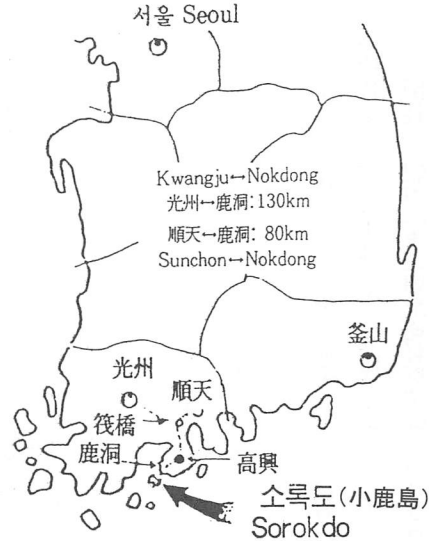 서울 Seoul
Kwangju↔Nokdong
光州↔鹿洞:130km
順天↔鹿洞: 80km
Sunchon↔Nokdong
釜山
光州
順天
筏橋
鹿洞
高興
소록도(小鹿島)
Sorokdo